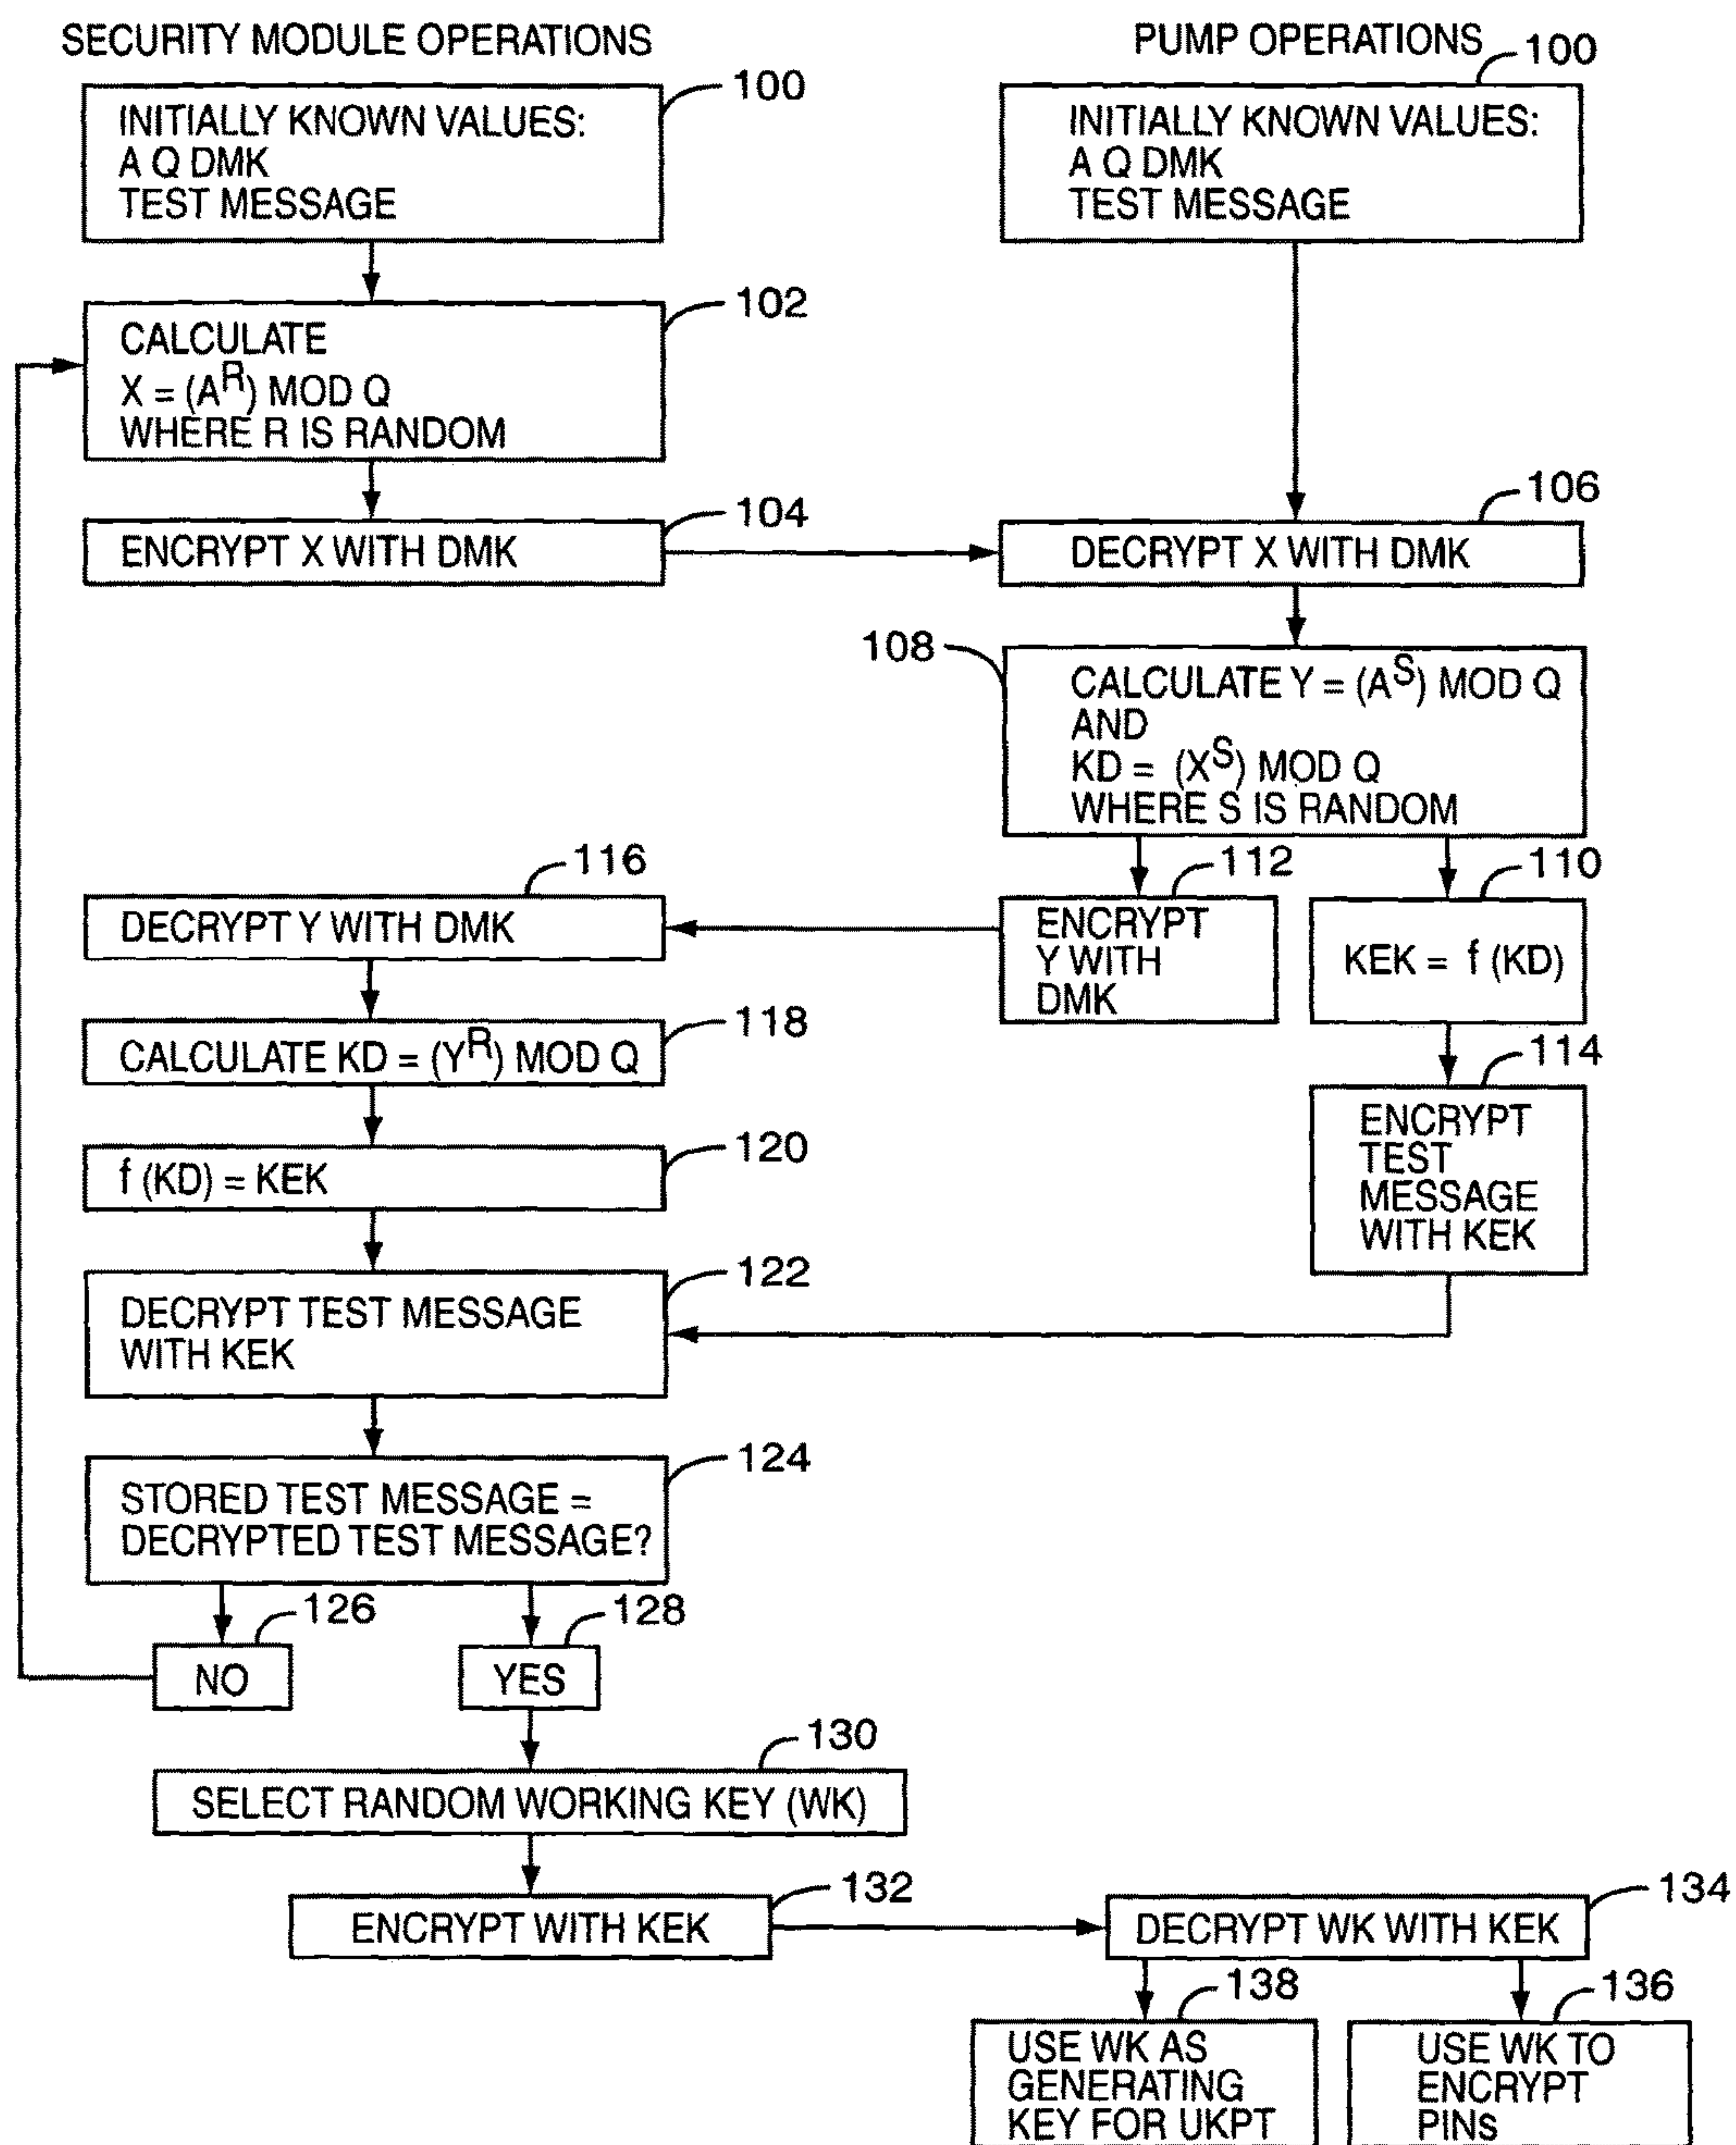 SECURITY MODULE OPERATIONS
PUMP OPERATIONS
100
INITIALLY KNOWN VALUES:
A Q DMK
TEST MESSAGE
100
INITIALLY KNOWN VALUES:
A Q DMK
TEST MESSAGE
102
CALCULATE
X = (A^R) MOD Q
WHERE R IS RANDOM
104
ENCRYPT X WITH DMK
106
DECRYPT X WITH DMK
108
CALCULATE Y = (A^S) MOD Q
AND
KD = (X^S) MOD Q
WHERE S IS RANDOM
112
ENCRYPT
Y WITH
DMK
110
KEK = f (KD)
116
DECRYPT Y WITH DMK
118
CALCULATE KD = (Y^R) MOD Q
114
ENCRYPT
TEST
MESSAGE
WITH KEK
120
f (KD) = KEK
122
DECRYPT TEST MESSAGE
WITH KEK
124
STORED TEST MESSAGE =
DECRYPTED TEST MESSAGE?
126
NO
128
YES
130
SELECT RANDOM WORKING KEY (WK)
132
ENCRYPT WITH KEK
134
DECRYPT WK WITH KEK
138
USE WK AS
GENERATING
KEY FOR UKPT
136
USE WK TO
ENCRYPT
PINs